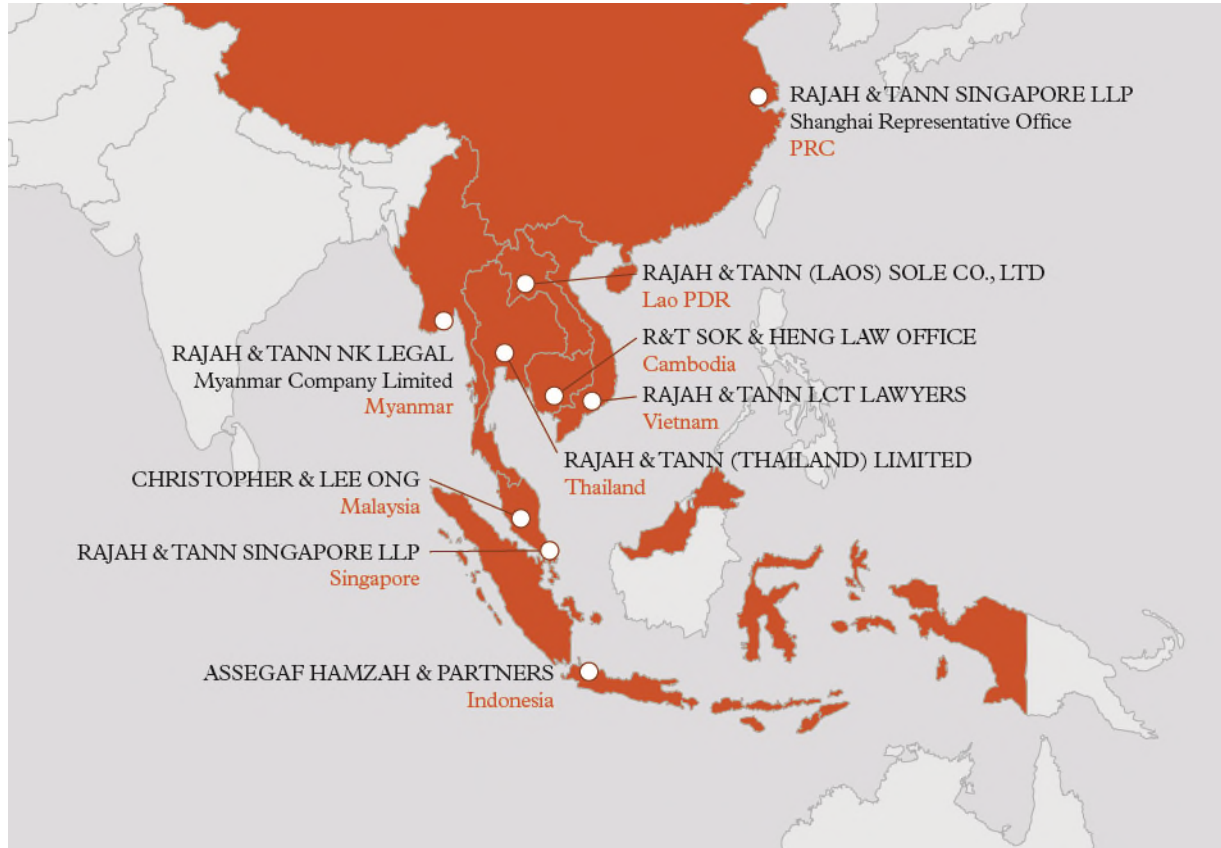 RAJAH & TANN SINGAPORE LLP
Shanghai Representative Office
PRC
RAJAH & TANN (LAOS) SOLE CO., LTD
Lao PDR
RAJAH & TANN NK LEGAL
Myanmar Company Limited
Myanmar
R&T SOK & HENG LAW OFFICE
Cambodia
RAJAH & TANN LCT LAWYERS
Vietnam
RAJAH & TANN (THAILAND) LIMITED
Thailand
CHRISTOPHER & LEE ONG
Malaysia
RAJAH & TANN SINGAPORE LLP
Singapore
ASSEGAF HAMZAH & PARTNERS
Indonesia